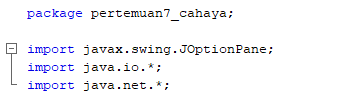 package pertemuan7_cahaya;
import javax.swing.JOptionPane;
import java.io.*;
import java.net.*;